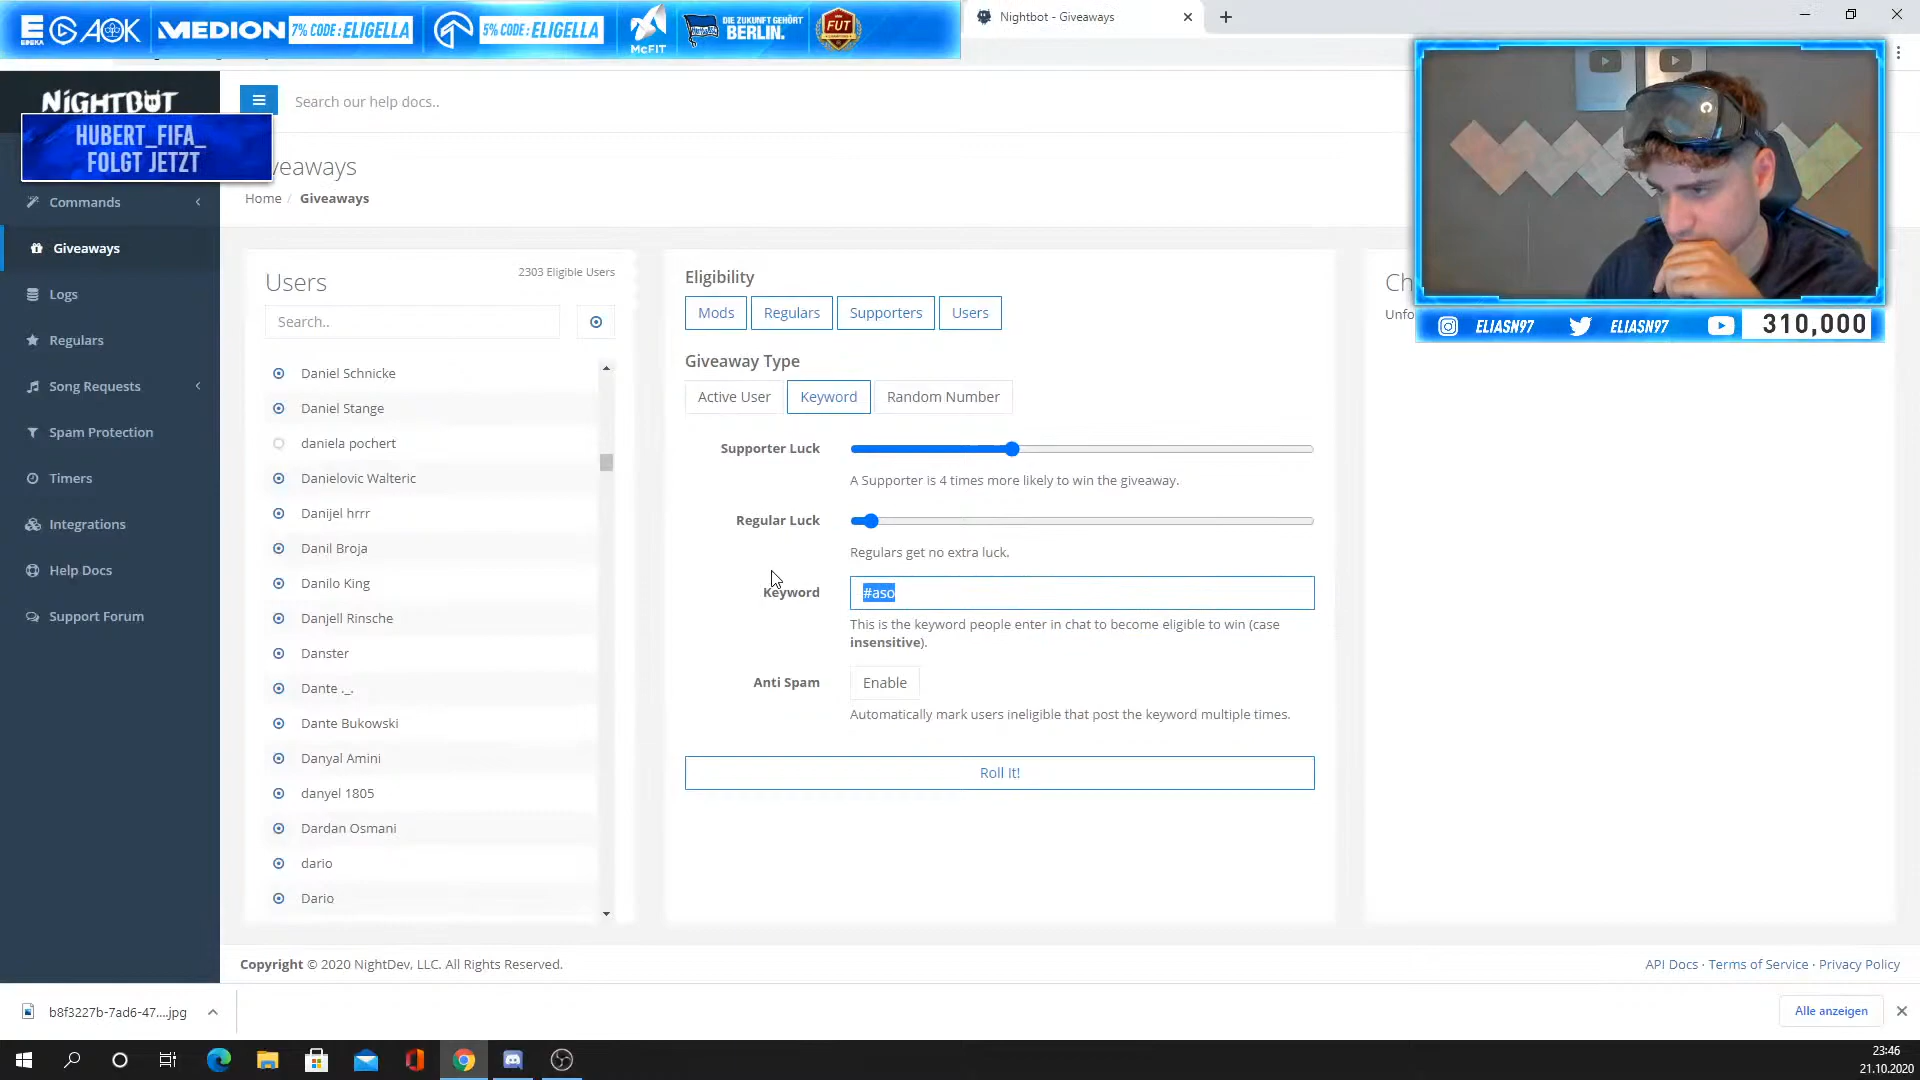 EDEKA AOK MEDION 7% CODE: ELIGELLA 5% CODE: ELIGELLA McFIT DIE ZUKUNFT GEHÖRT BERLIN. FUT
Nightbot - Giveaways
NIGHTBOT
Search our help docs..
HUBERT_FIFA_
FOLGT JETZT
veaways
Home / Giveaways
Commands
Giveaways
Logs
Regulars
Song Requests
Spam Protection
Timers
Integrations
Help Docs
Support Forum
Users
2303 Eligible Users
Search..
Daniel Schnicke
Daniel Stange
daniela pochert
Danielovic Walteric
Danijel hrrr
Danil Broja
Danilo King
Danjell Rinsche
Danster
Dante ._.
Dante Bukowski
Danyal Amini
danyel 1805
Dardan Osmani
dario
Dario
Eligibility
Mods Regulars Supporters Users
Giveaway Type
Active User Keyword Random Number
Supporter Luck
A Supporter is 4 times more likely to win the giveaway.
Regular Luck
Regulars get no extra luck.
Keyword #aso
This is the keyword people enter in chat to become eligible to win (case
insensitive).
Anti Spam Enable
Automatically mark users ineligible that post the keyword multiple times.
Roll It!
Ch
Unfo
ELIASN97 ELIASN97 310,000
Copyright © 2020 NightDev, LLC. All Rights Reserved.
API Docs · Terms of Service · Privacy Policy
b8f3227b-7ad6-47....jpg
Alle anzeigen
23:46
21.10.2020